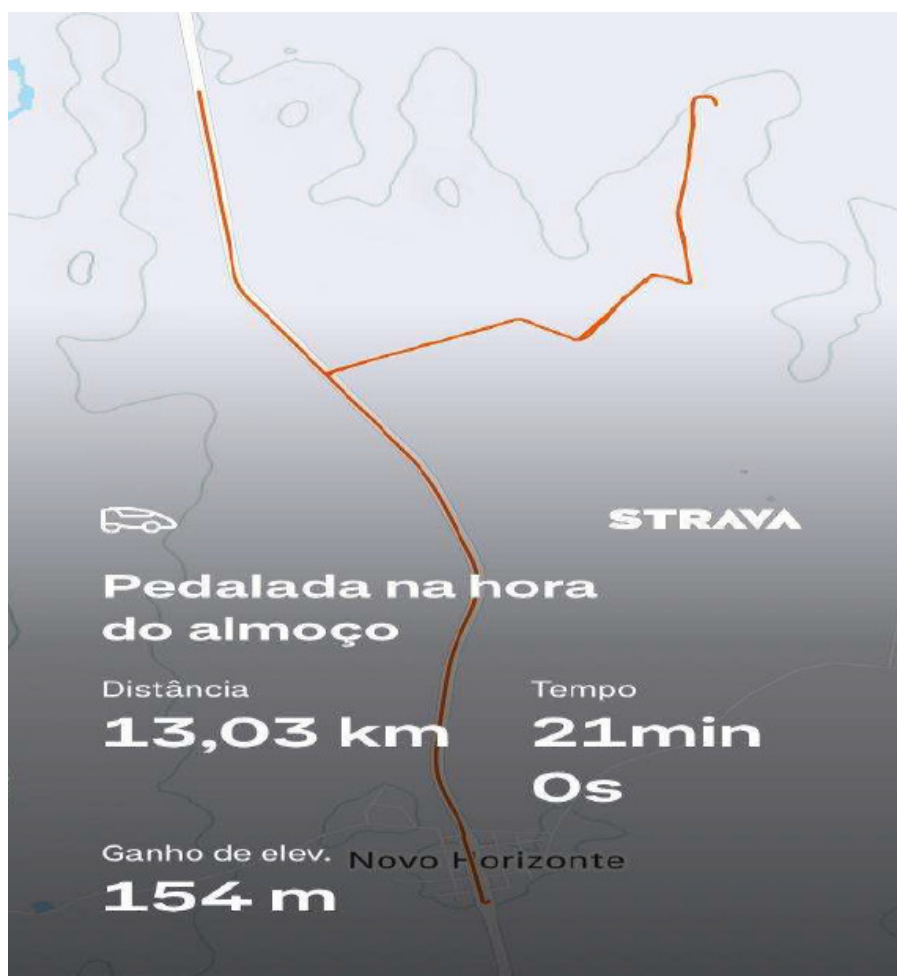 STRAVA
Pedalada na hora
do almoço
Distância
13,03 km
Tempo
21min
0s
Ganho de elev.
154 m
Novo Horizonte